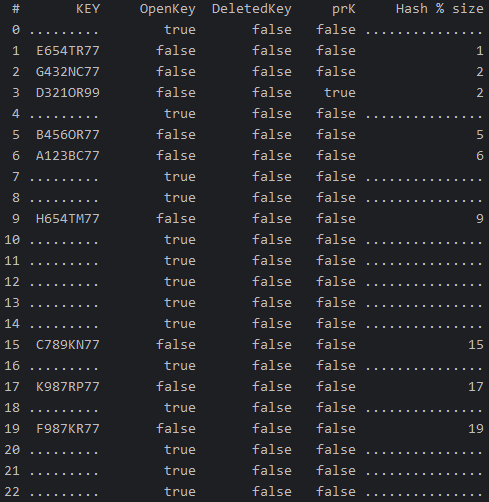 # KEY OpenKey DeletedKey prK Hash % size
0 ......... true false false ...............
1 E654TR77 false false false 1
2 G432NC77 false false false 2
3 D321OR99 false false true 2
4 ......... true false false ...............
5 B456OR77 false false false 5
6 A123BC77 false false false 6
7 ......... true false false ...............
8 ......... true false false ...............
9 H654TM77 false false false 9
10 ......... true false false ...............
11 ......... true false false ...............
12 ......... true false false ...............
13 ......... true false false ...............
14 ......... true false false ...............
15 C789KN77 false false false 15
16 ......... true false false ...............
17 K987RP77 false false false 17
18 ......... true false false ...............
19 F987KR77 false false false 19
20 ......... true false false ...............
21 ......... true false false ...............
22 ......... true false false ...............